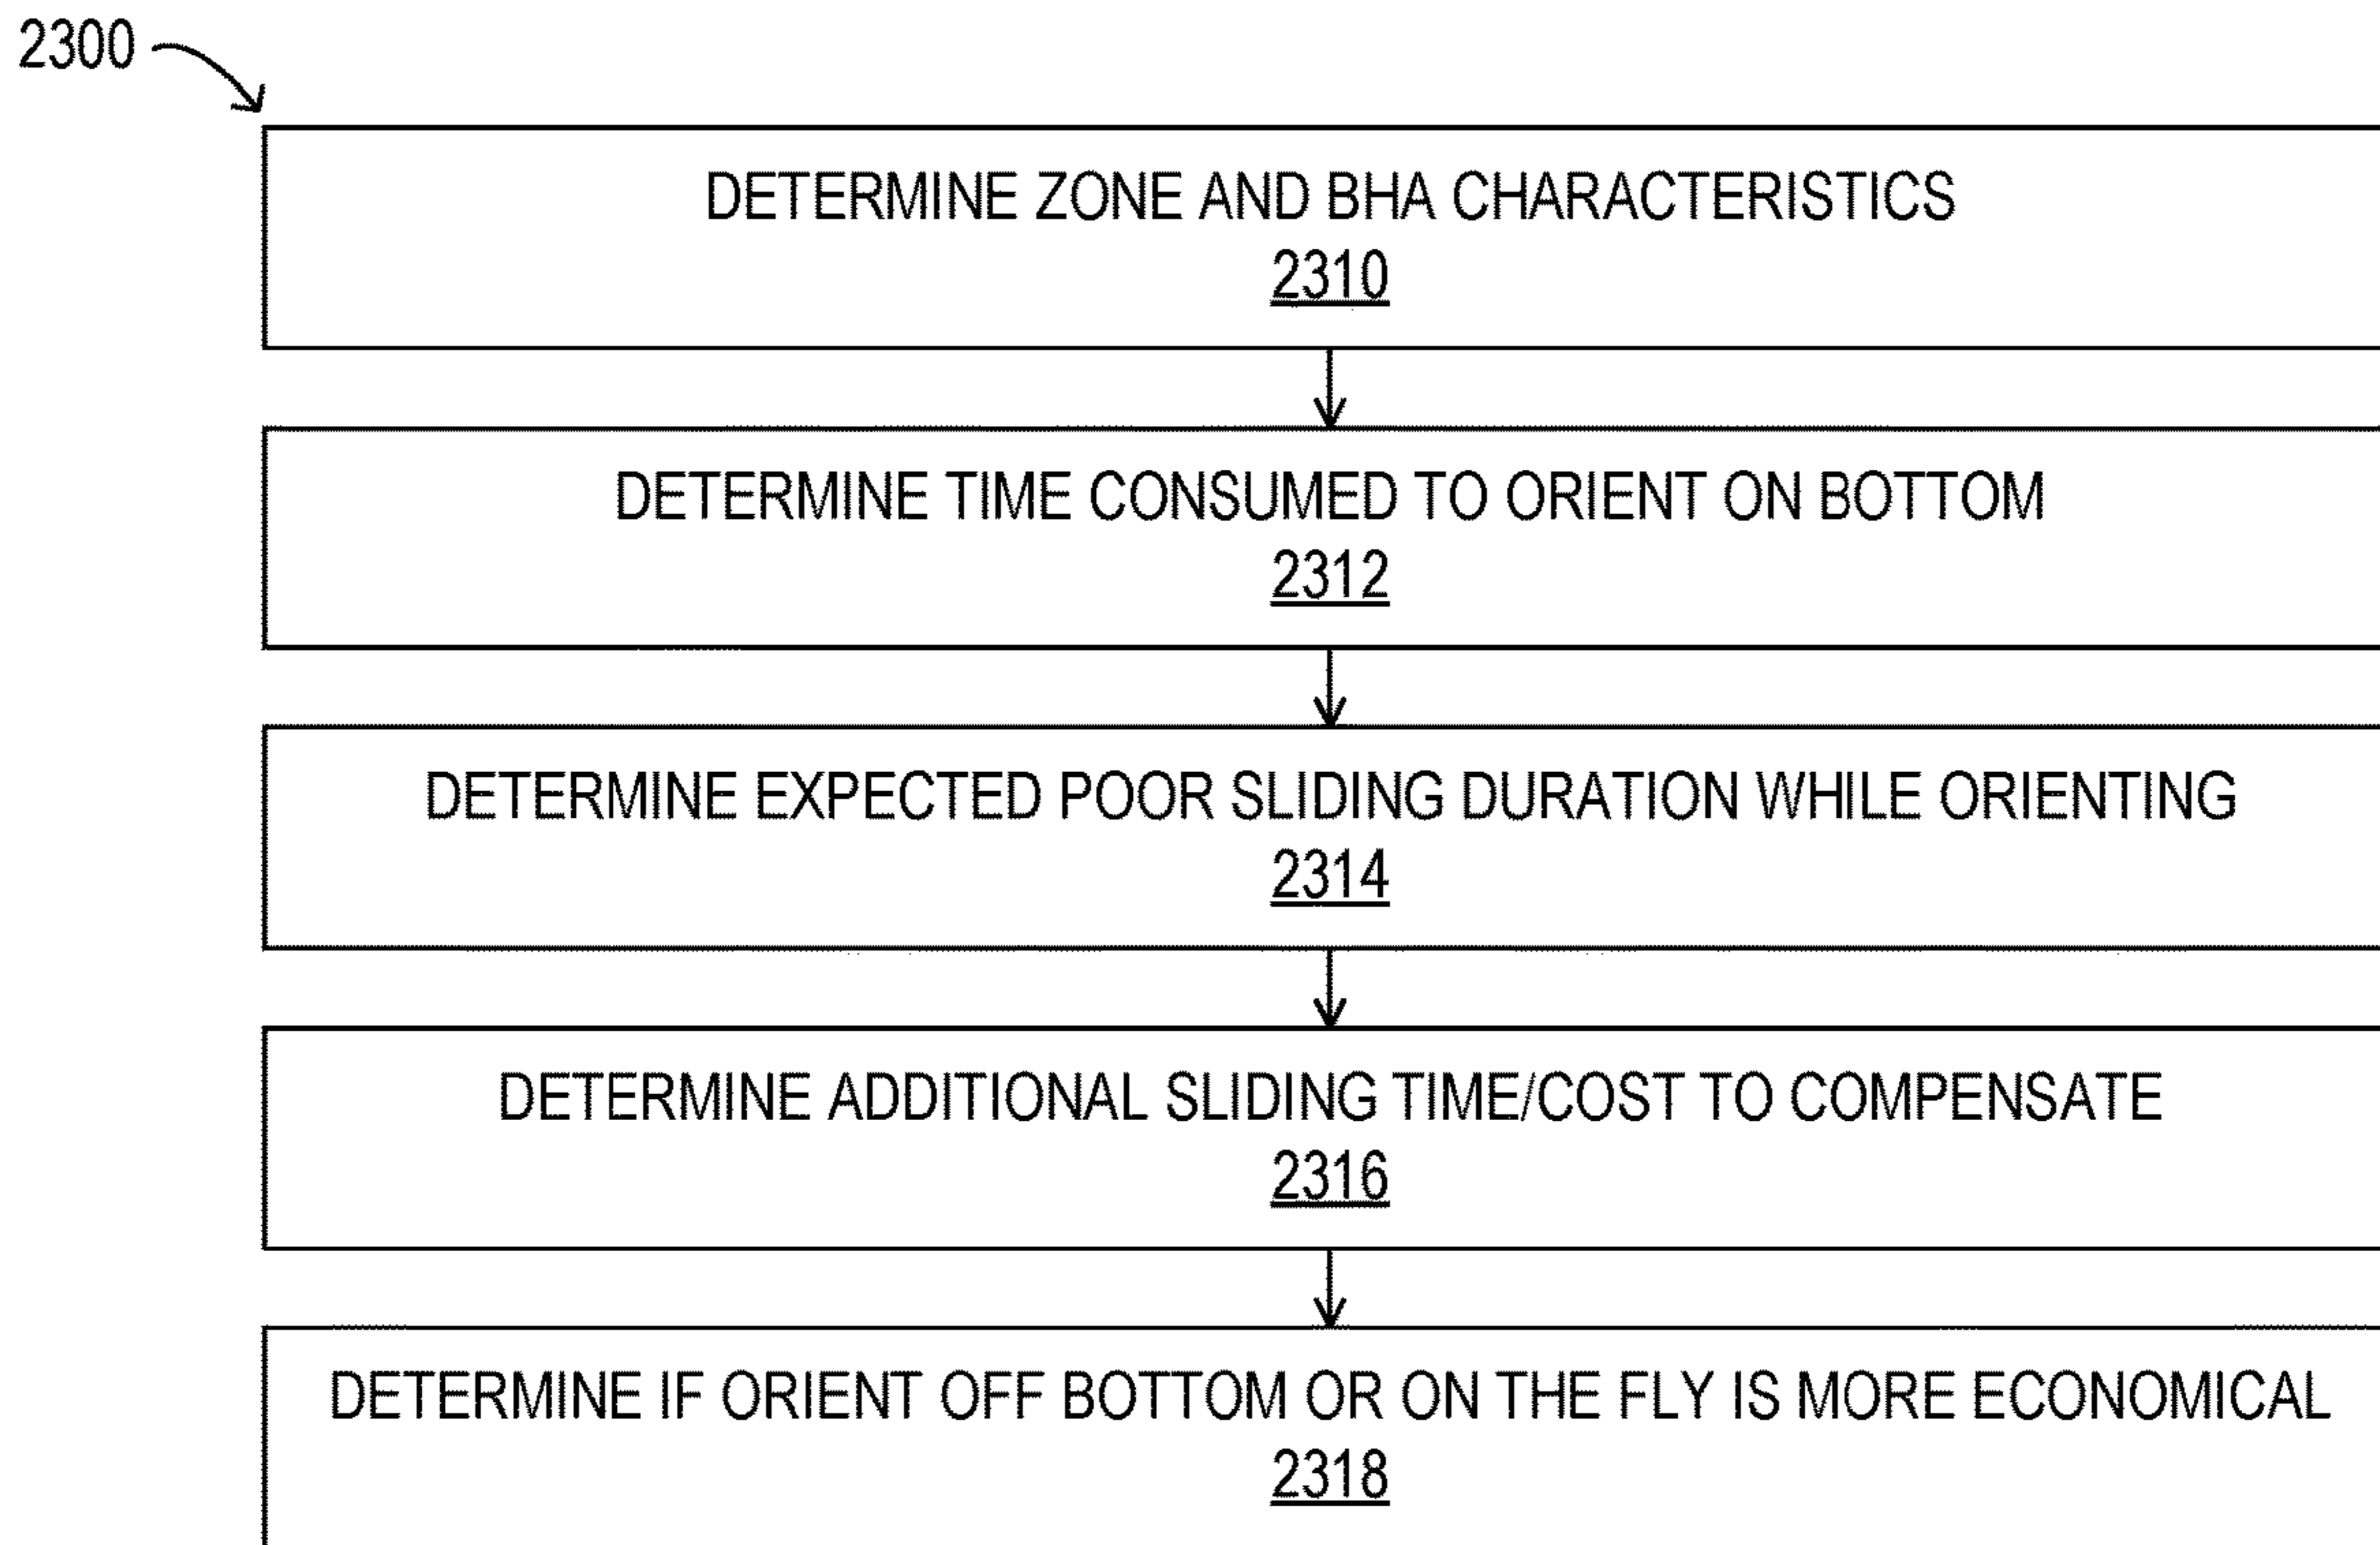 2300
DETERMINE ZONE AND BHA CHARACTERISTICS
2310
DETERMINE TIME CONSUMED TO ORIENT ON BOTTOM
2312
DETERMINE EXPECTED POOR SLIDING DURATION WHILE ORIENTING
2314
DETERMINE ADDITIONAL SLIDING TIME/COST TO COMPENSATE
2316
DETERMINE IF ORIENT OFF BOTTOM OR ON THE FLY IS MORE ECONOMICAL
2318